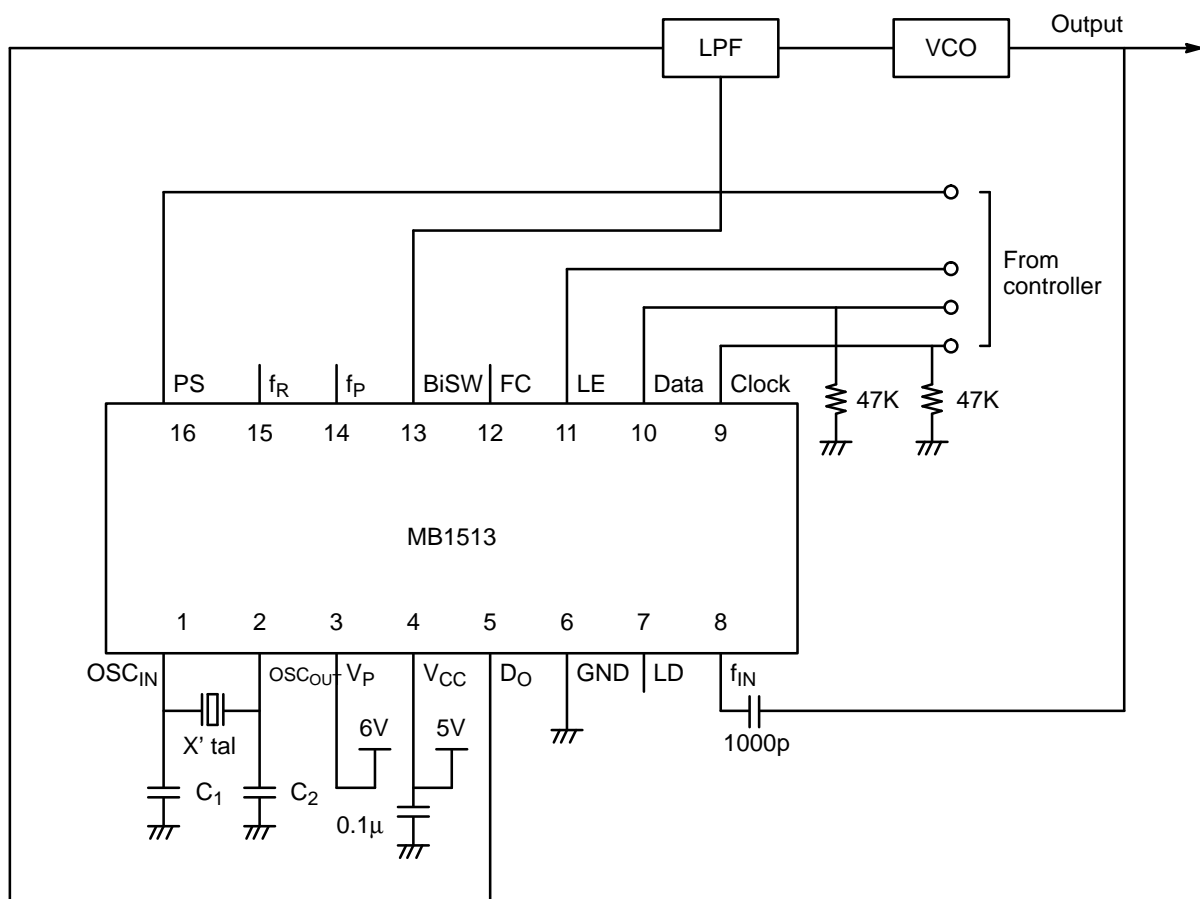 Output
LPF
VCO
From
controller
PS
fR
fP
BiSW
FC
LE
Data
Clock
47K
47K
16
15
14
13
12
11
10
9
MB1513
1
2
3
4
5
6
7
8
OSCIN
OSCOUT
VP
VCC
DO
GND
LD
fIN
X' tal
6V
5V
1000p
C1
C2
0.1μ